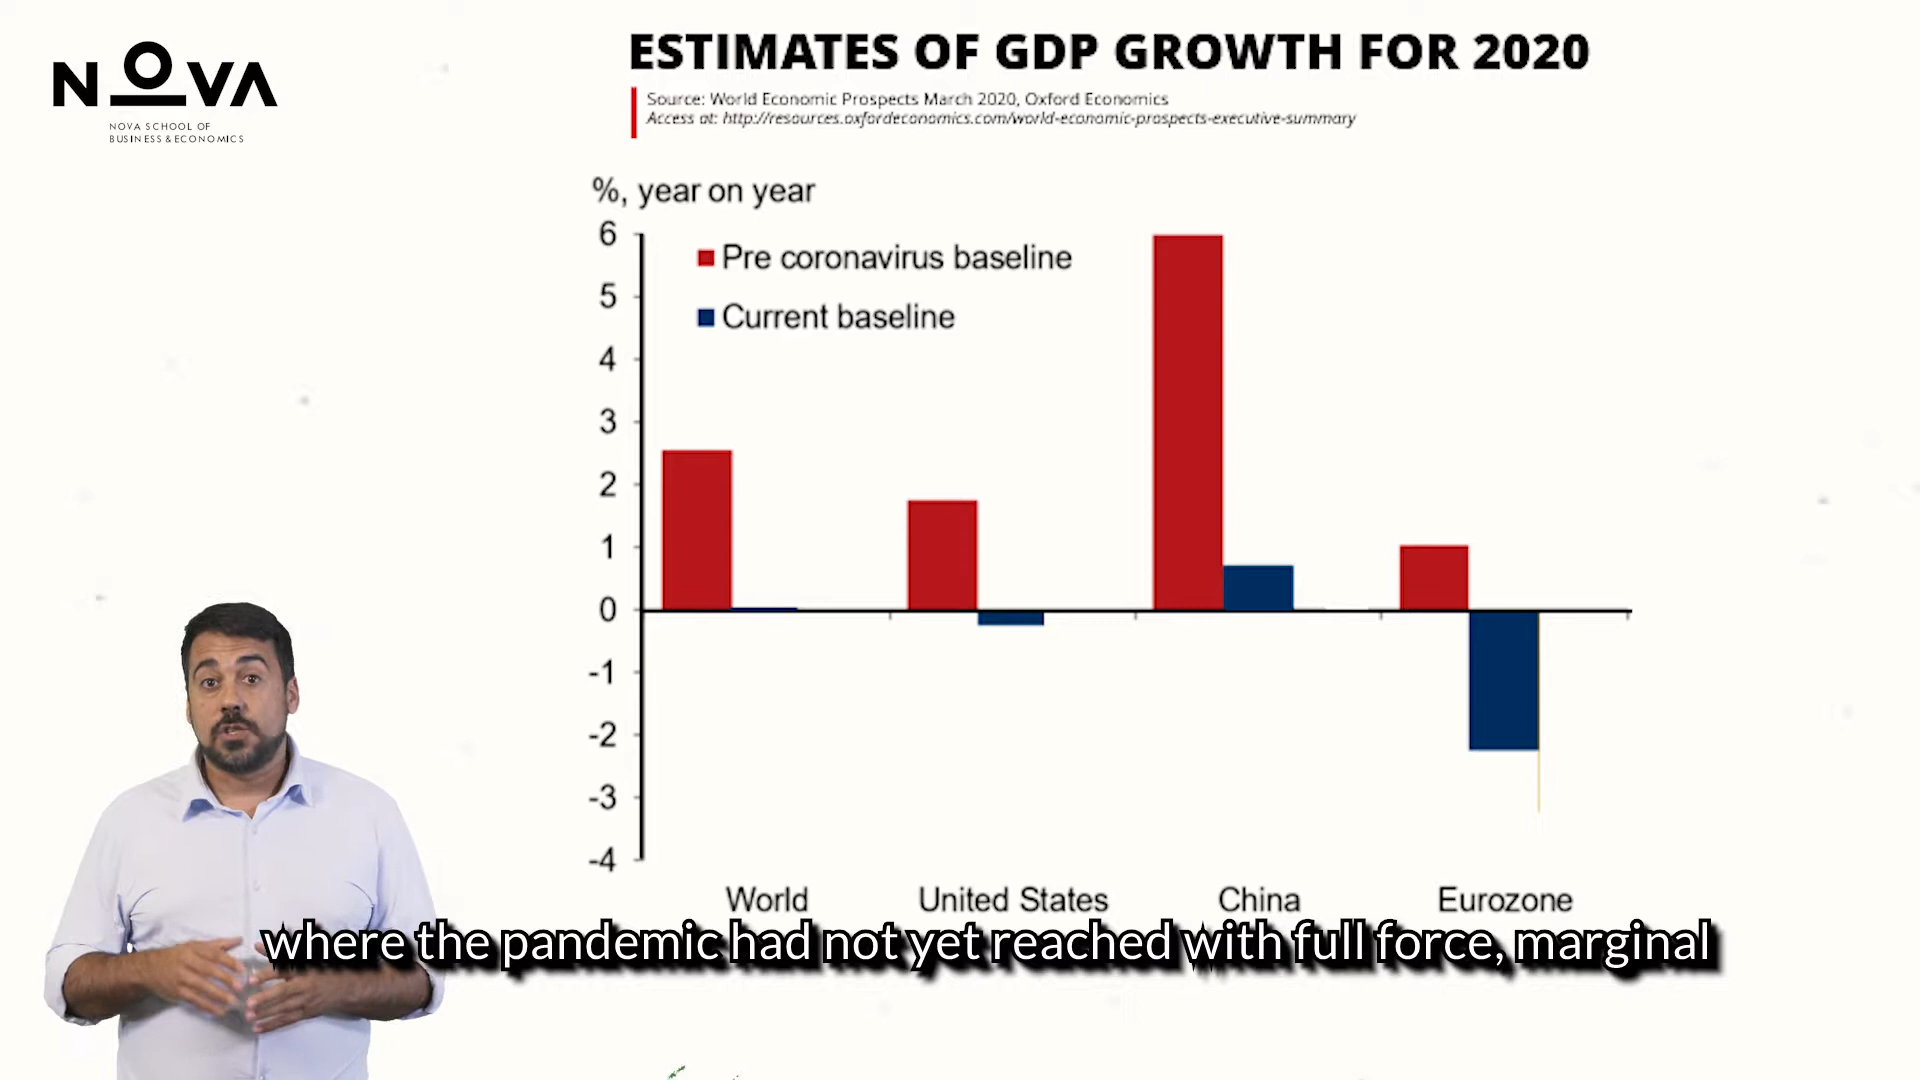 NOVA
NOVA SCHOOL OF
BUSINESS & ECONOMICS
ESTIMATES OF GDP GROWTH FOR 2020
Source: World Economic Prospects March 2020, Oxford Economics
Access at: http://resources.oxfordeconomics.com/world-economic-prospects-executive-summary
%, year on year
6
Pre coronavirus baseline
5
Current baseline
4
3
2
1
0
-1
-2
-3
-4
World United States China Eurozone
where the pandemic had not yet reached with full force, marginal